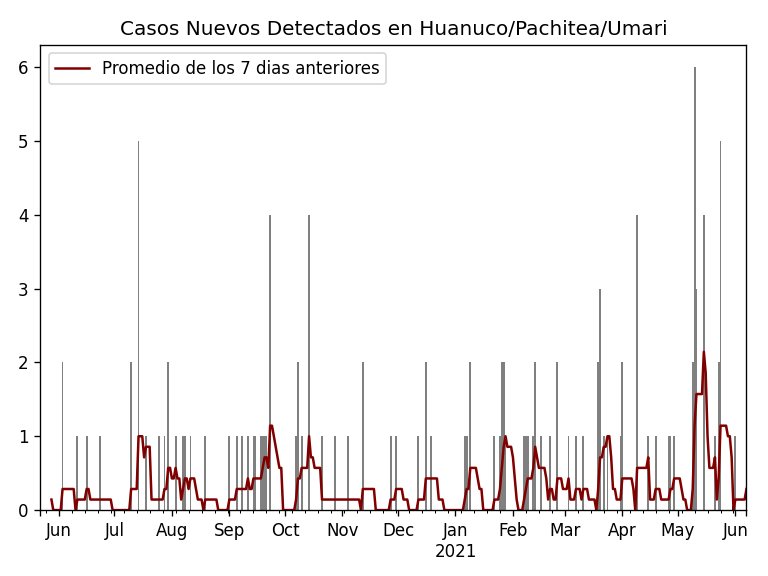 Casos Nuevos Detectados en Huanuco/Pachitea/Umari
Promedio de los 7 dias anteriores
6
5
4
3
2
1
0
Jun Jul Aug Sep Oct Nov Dec Jan Feb Mar Apr May Jun
2021